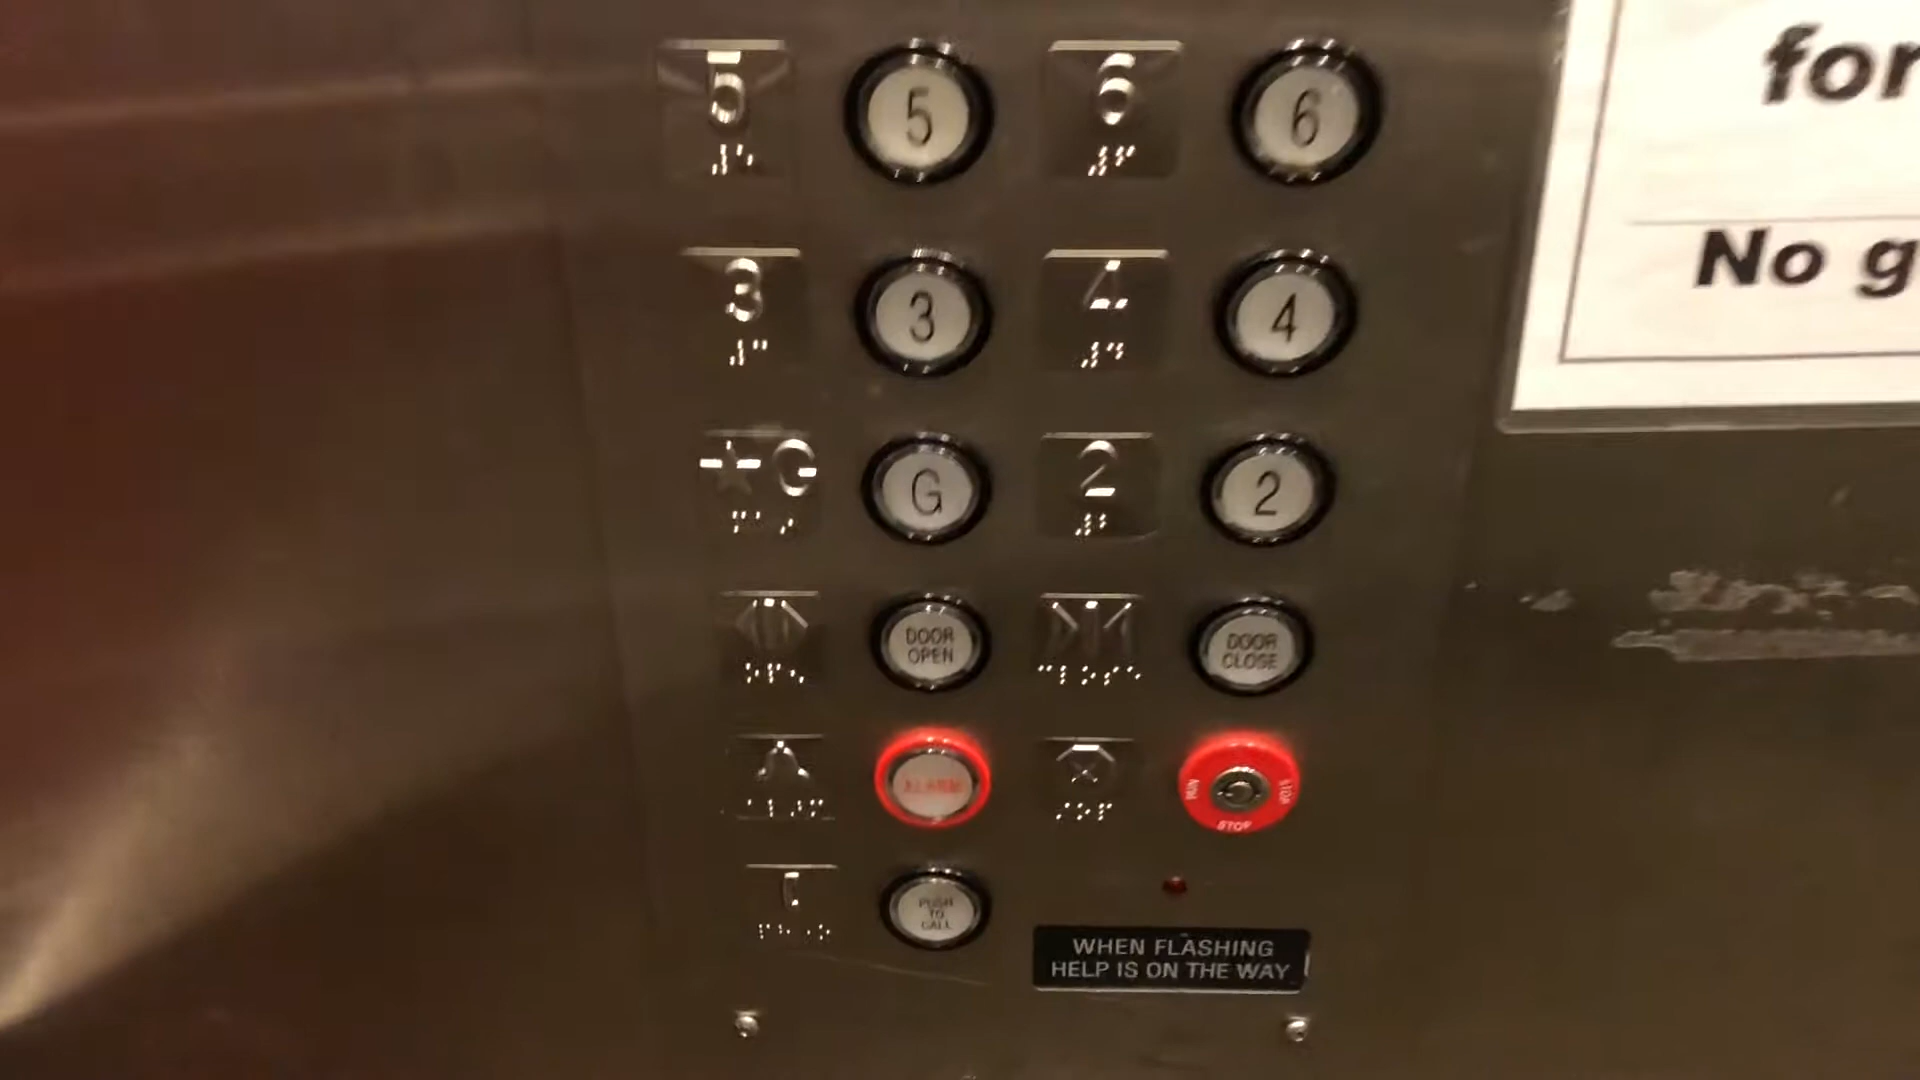 for
No g
5 5 6 6
3 3 4 4
G G 2 2
DOOR
OPEN
DOOR
CLOSE
ALARM
RUN STOP
STOP
PUSH
TO
CALL
WHEN FLASHING
HELP IS ON THE WAY